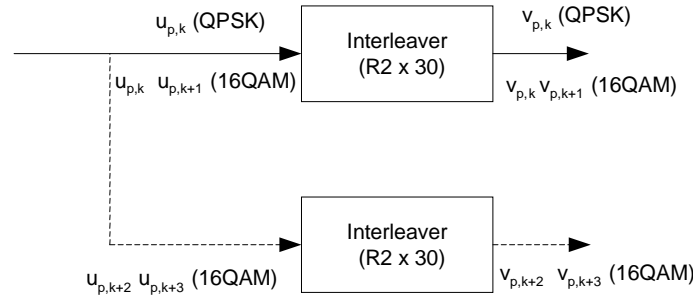 u_{p,k} (QPSK)
u_{p,k} u_{p,k+1} (16QAM)
Interleaver
(R2 x 30)
v_{p,k} (QPSK)
v_{p,k} v_{p,k+1} (16QAM)
u_{p,k+2} u_{p,k+3} (16QAM)
Interleaver
(R2 x 30)
v_{p,k+2} v_{p,k+3} (16QAM)